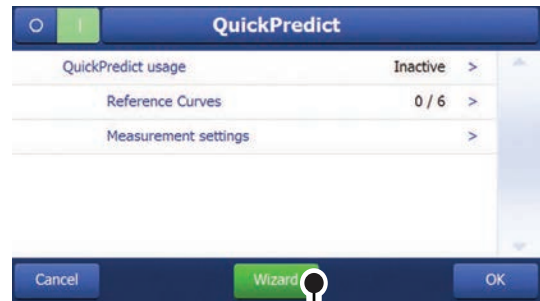 O I QuickPredict
QuickPredict usage Inactive >
Reference Curves 0 / 6 >
Measurement settings >
Cancel Wizard OK